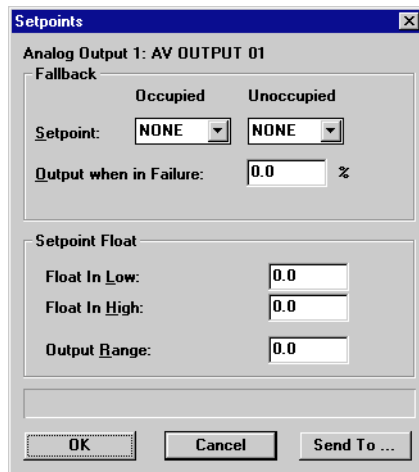 Setpoints
Analog Output 1: AV OUTPUT 01
Fallback
Occupied Unoccupied
Setpoint: NONE NONE
Output when in Failure: 0.0 %
Setpoint Float
Float In Low: 0.0
Float In High: 0.0
Output Range: 0.0
OK Cancel Send To ...